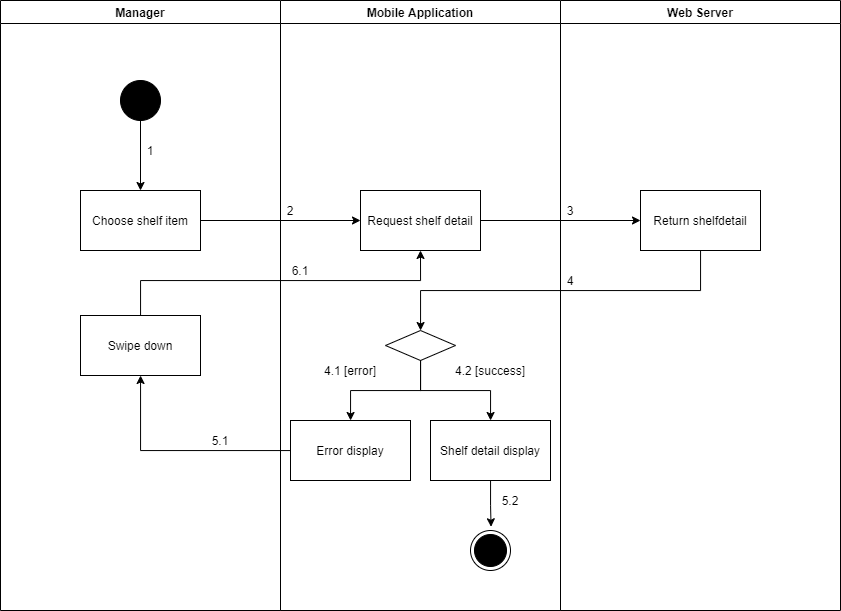 Manager
Mobile Application
Web Server
1
Choose shelf item
2
Request shelf detail
3
Return shelfdetail
6.1
4
Swipe down
4.1 [error]
4.2 [success]
5.1
Error display
Shelf detail display
5.2